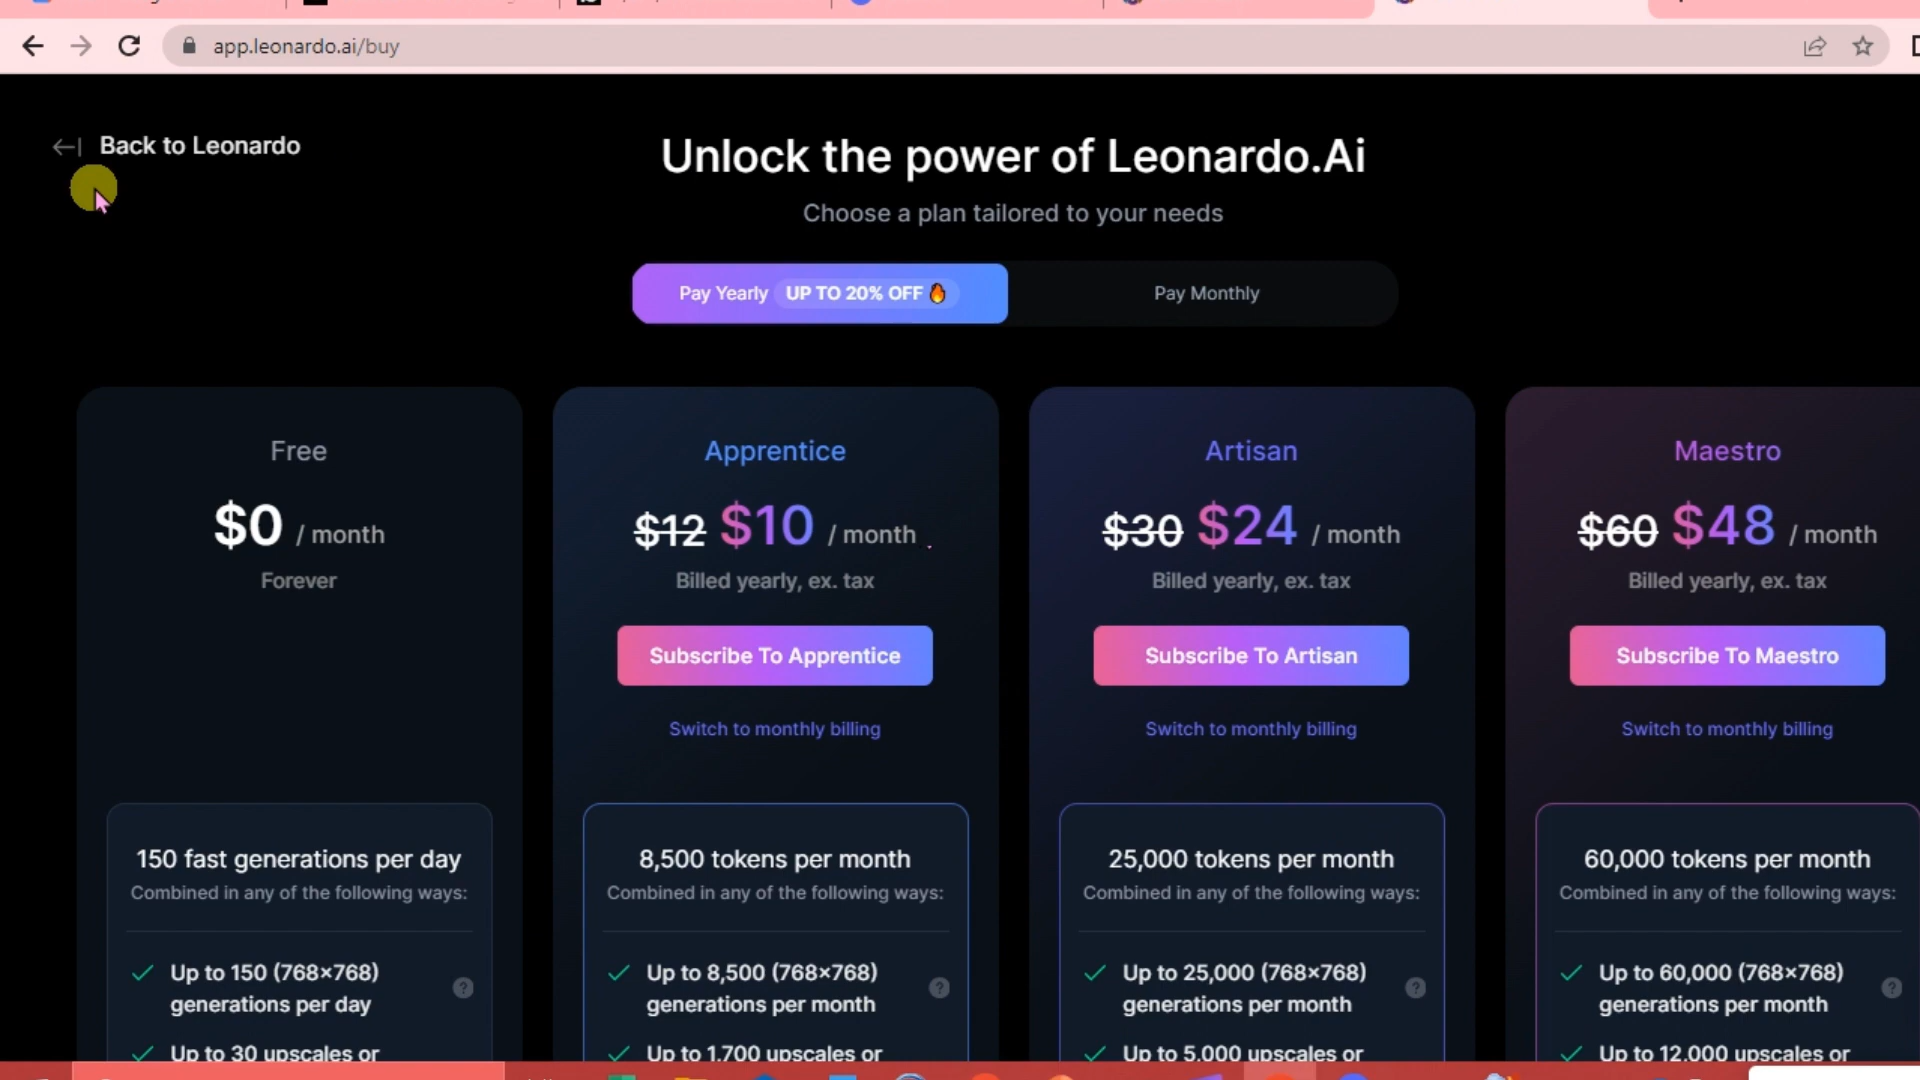 app.leonardo.ai/buy
Back to Leonardo
Unlock the power of Leonardo.Ai
Choose a plan tailored to your needs
Pay Yearly UP TO 20% OFF🔥
Pay Monthly
Free
$0 / month
Forever
150 fast generations per day
Combined in any of the following ways:
Up to 150 (768×768)
generations per day
Up to 30 upscales or
Apprentice
$12 $10 / month
Billed yearly, ex. tax
Subscribe To Apprentice
Switch to monthly billing
8,500 tokens per month
Combined in any of the following ways:
Up to 8,500 (768×768)
generations per month
Up to 1,700 upscales or
Artisan
$30 $24 / month
Billed yearly, ex. tax
Subscribe To Artisan
Switch to monthly billing
25,000 tokens per month
Combined in any of the following ways:
Up to 25,000 (768×768)
generations per month
Up to 5,000 upscales or
Maestro
$60 $48 / month
Billed yearly, ex. tax
Subscribe To Maestro
Switch to monthly billing
60,000 tokens per month
Combined in any of the following ways:
Up to 60,000 (768×768)
generations per month
Up to 12,000 upscales or